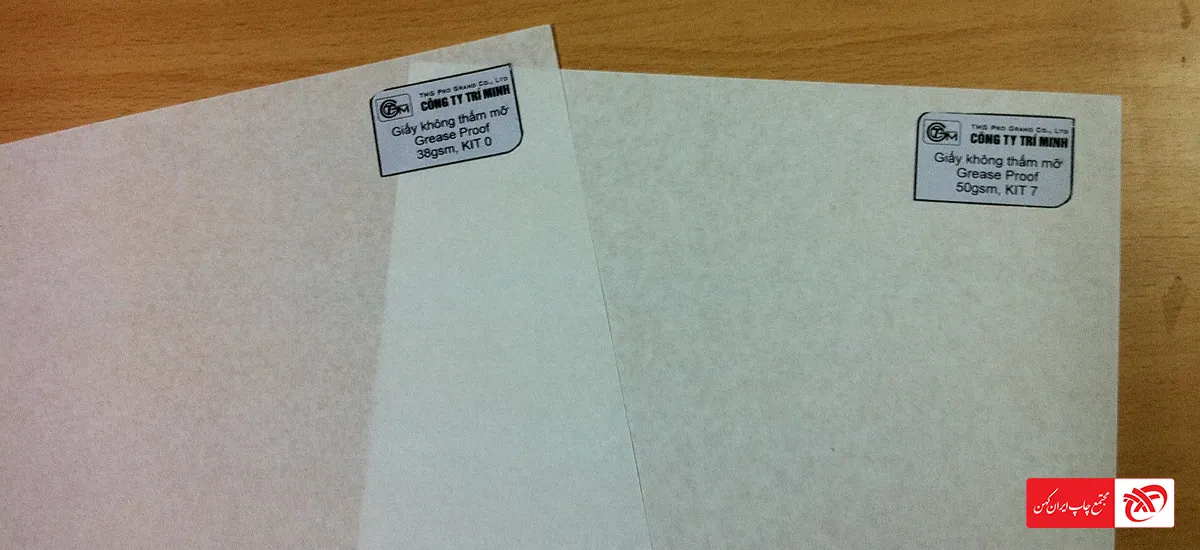 TMG Pro Grand Co., Ltd
CÔNG TY TRÍ MINH
Giấy không thấm mỡ
Grease Proof
38gsm, KIT 0
TMG Pro Grand Co., Ltd
CÔNG TY TRÍ MINH
Giấy không thấm mỡ
Grease Proof
50gsm, KIT 7
مجتمع چاپ ایران کهن